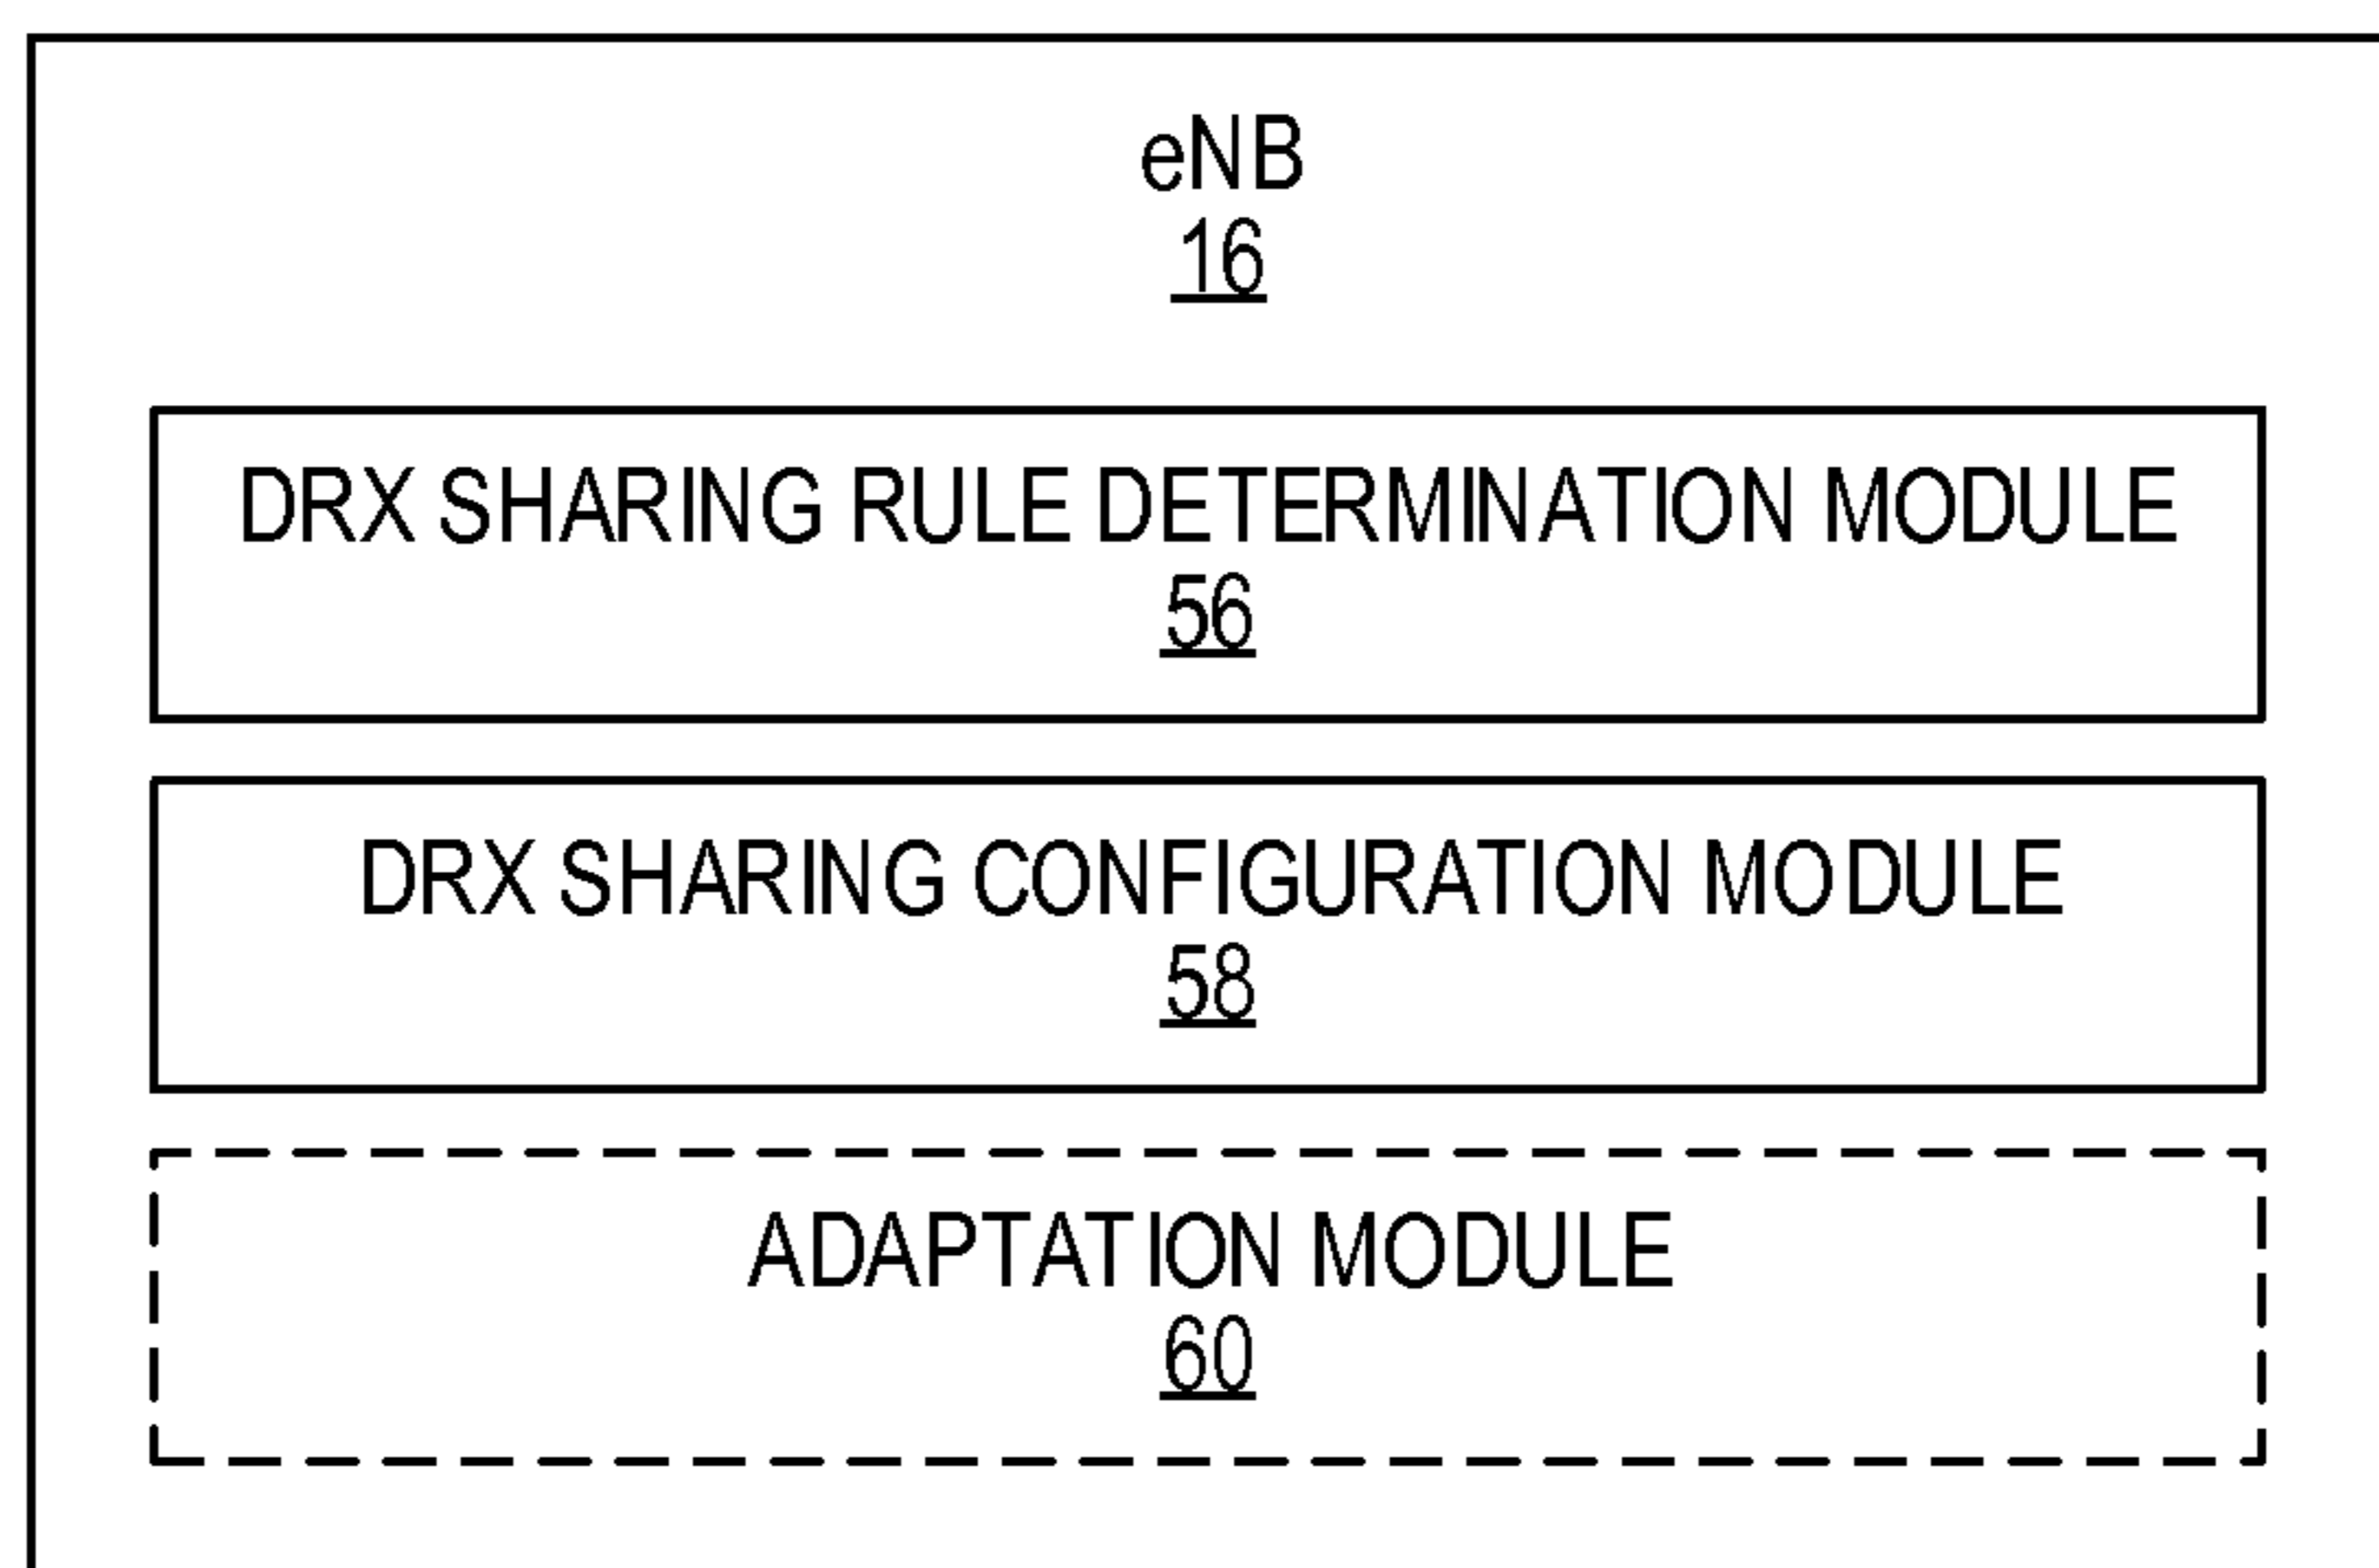 eNB
16
DRX SHARING RULE DETERMINATION MODULE
56
DRX SHARING CONFIGURATION MODULE
58
ADAPTATION MODULE
60